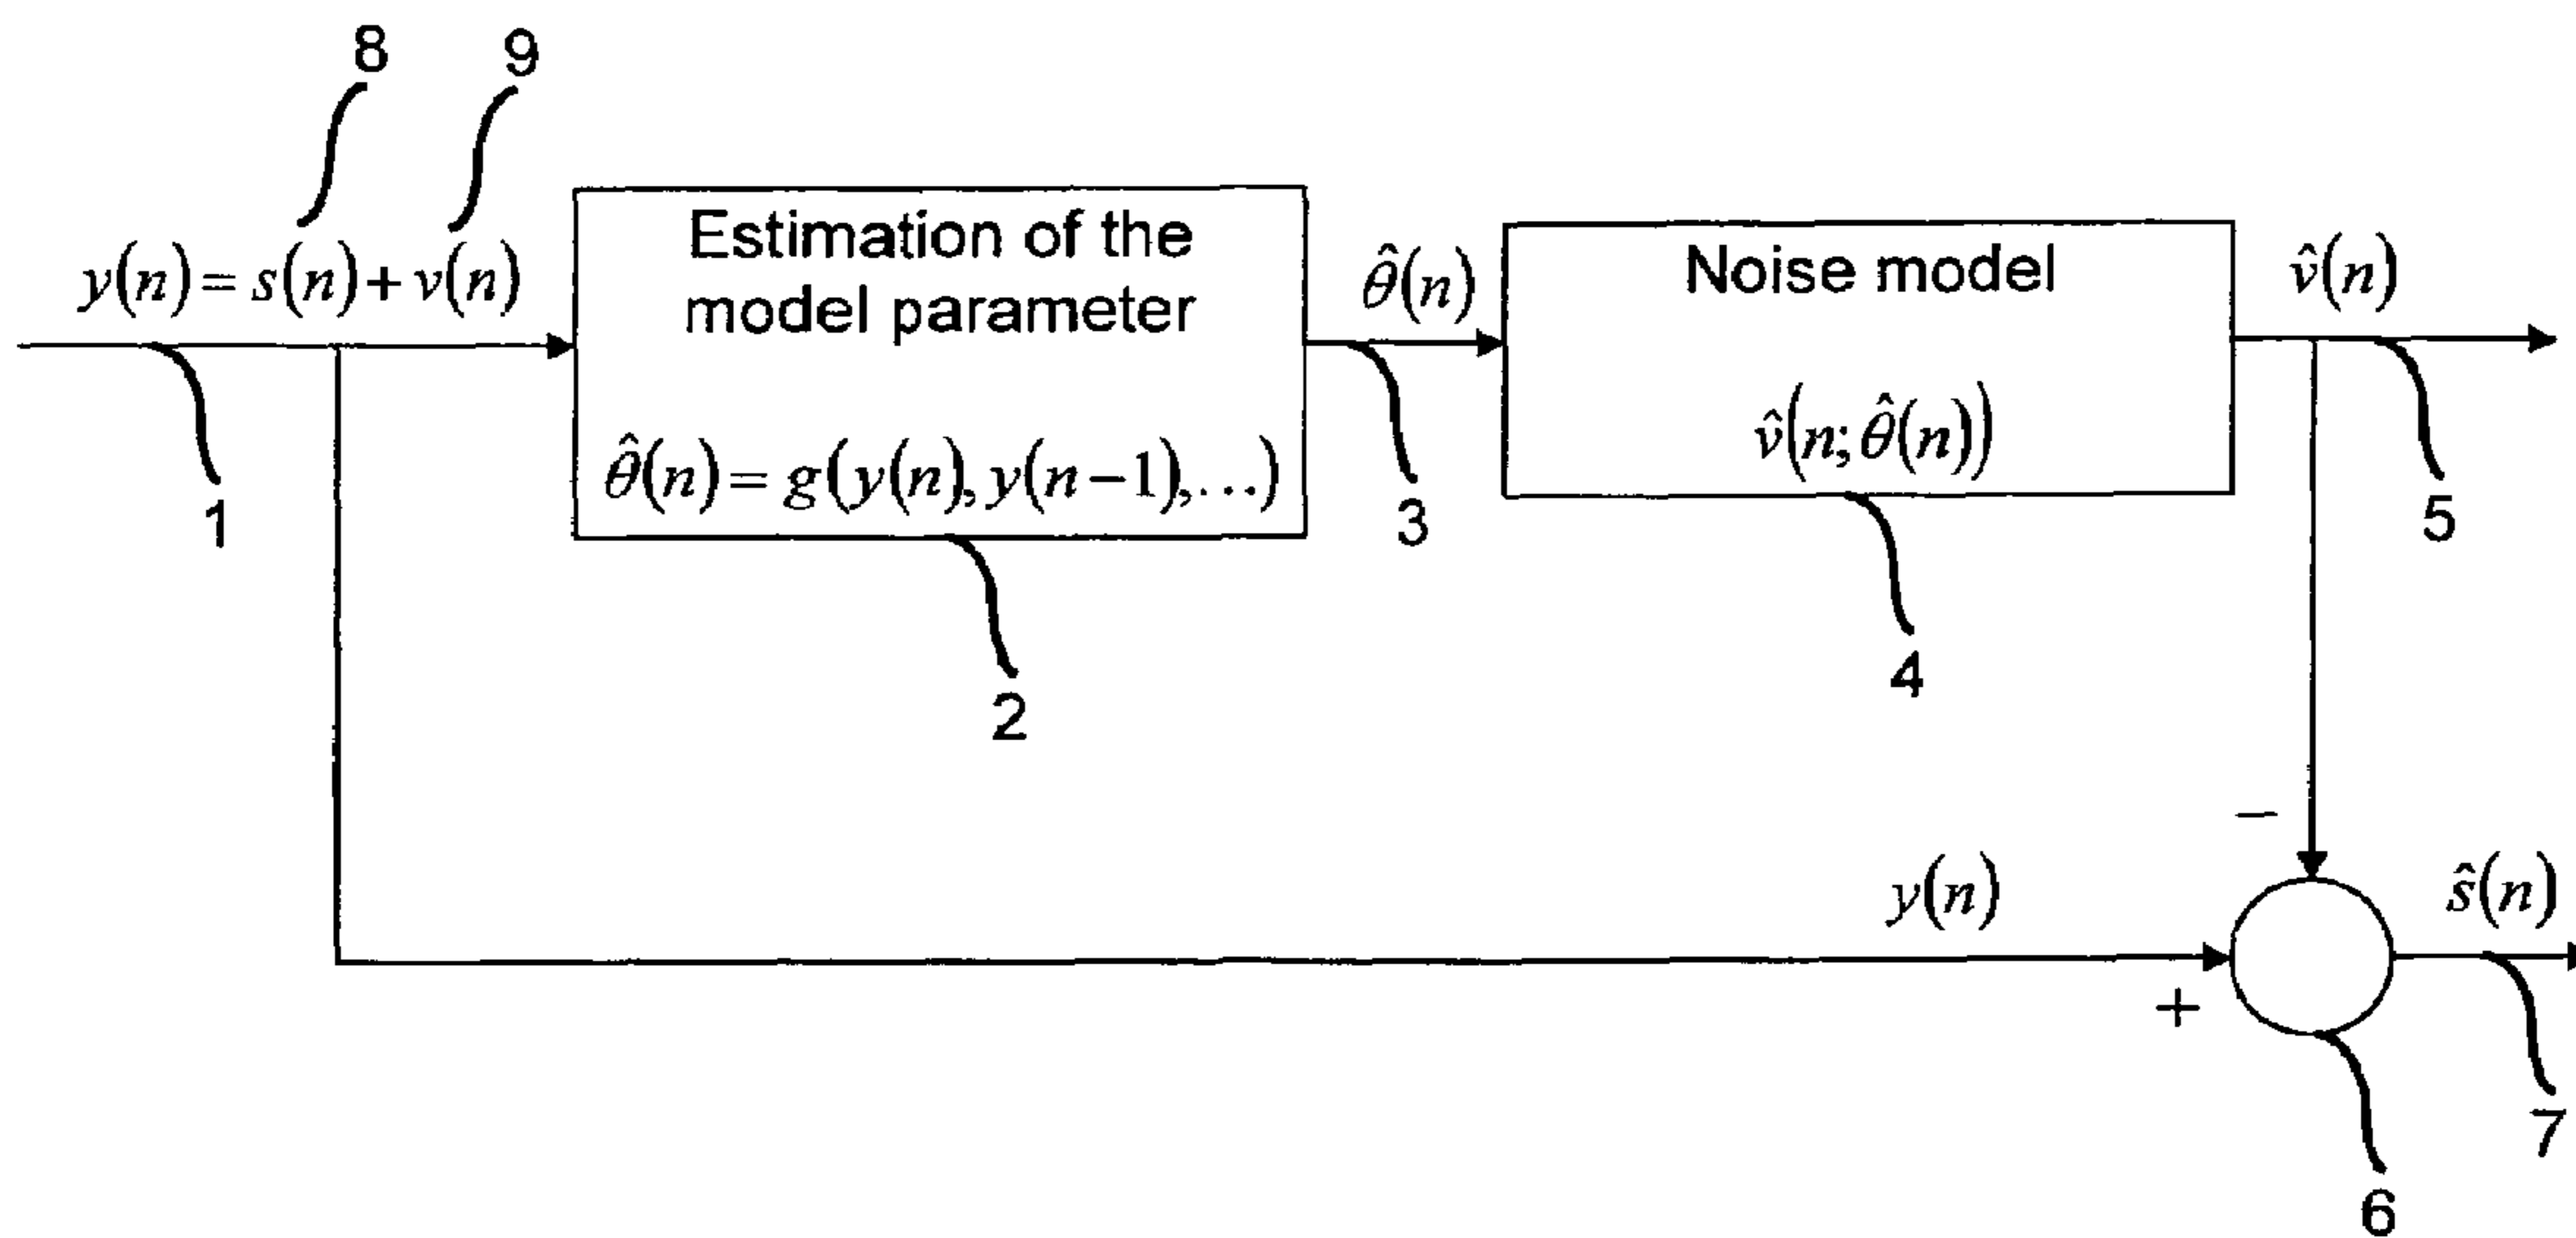 8
9
y(n) = s(n) + v(n)
1
Estimation of the
model parameter
θ̂(n) = g(y(n), y(n−1),…)
2
θ̂(n)
3
Noise model
v̂(n; θ̂(n))
4
v̂(n)
5
−
y(n)
+
ŝ(n)
7
6